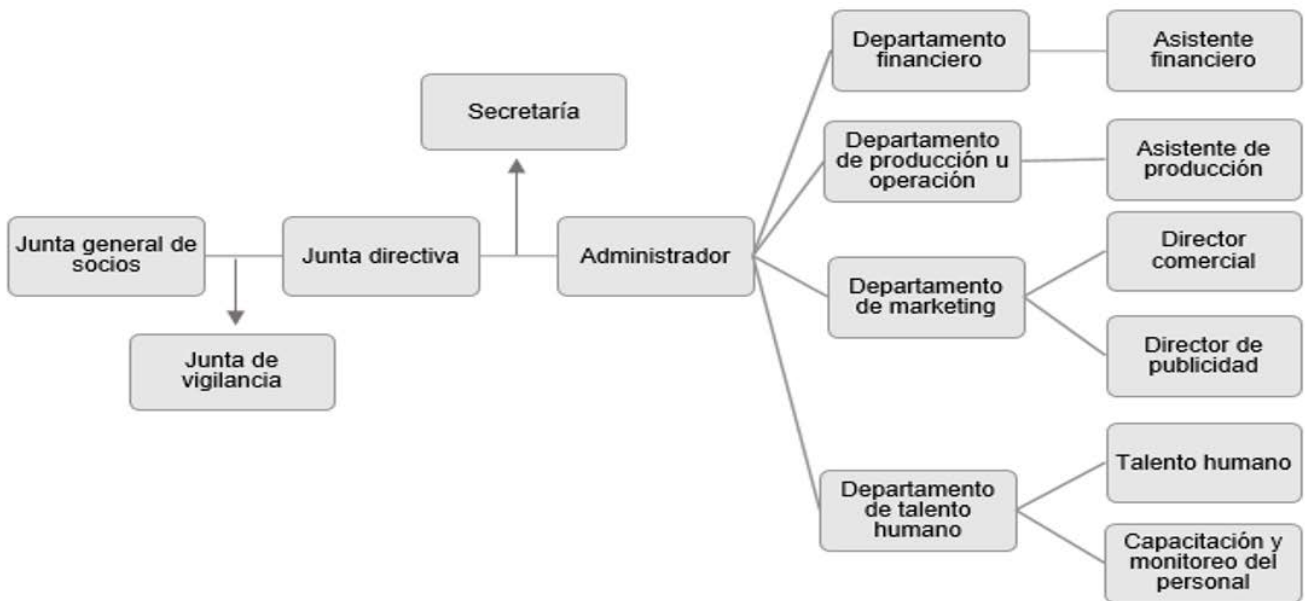 Departamento
financiero
Asistente
financiero
Secretaría
Departamento
de producción u
operación
Asistente de
producción
Junta general de
socios
Junta directiva
Administrador
Director
comercial
Departamento
de marketing
Junta de
vigilancia
Director de
publicidad
Talento humano
Departamento
de talento
humano
Capacitación y
monitoreo del
personal